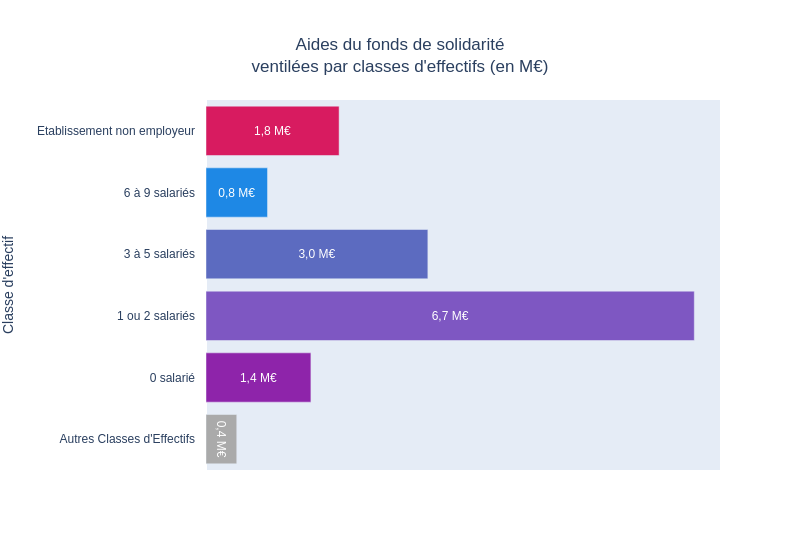 Aides du fonds de solidarité
ventilées par classes d'effectifs (en M€)
Classe d'effectif
Etablissement non employeur
1,8 M€
6 à 9 salariés
0,8 M€
3 à 5 salariés
3,0 M€
1 ou 2 salariés
6,7 M€
0 salarié
1,4 M€
Autres Classes d'Effectifs
0,4 M€